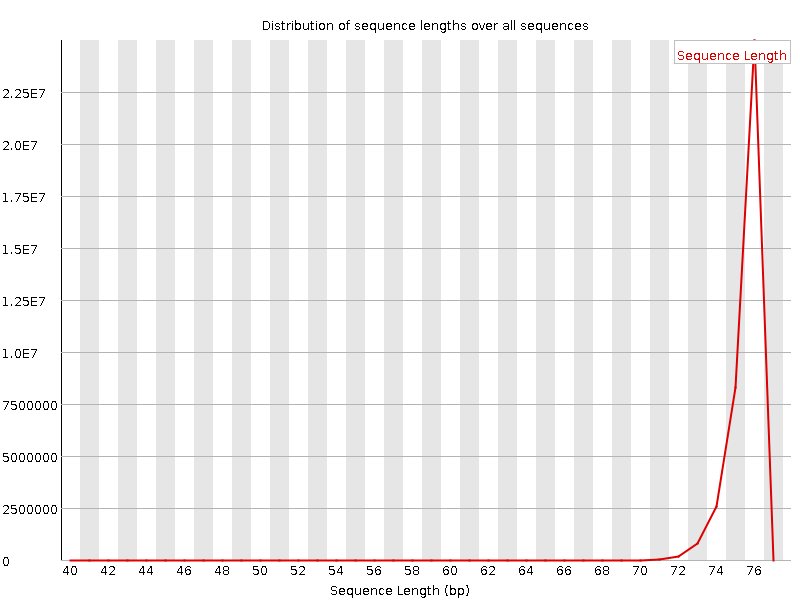 Distribution of sequence lengths over all sequences
Sequence Length
2.25E7
2.0E7
1.75E7
1.5E7
1.25E7
1.0E7
7500000
5000000
2500000
0
40 42 44 46 48 50 52 54 56 58 60 62 64 66 68 70 72 74 76
Sequence Length (bp)